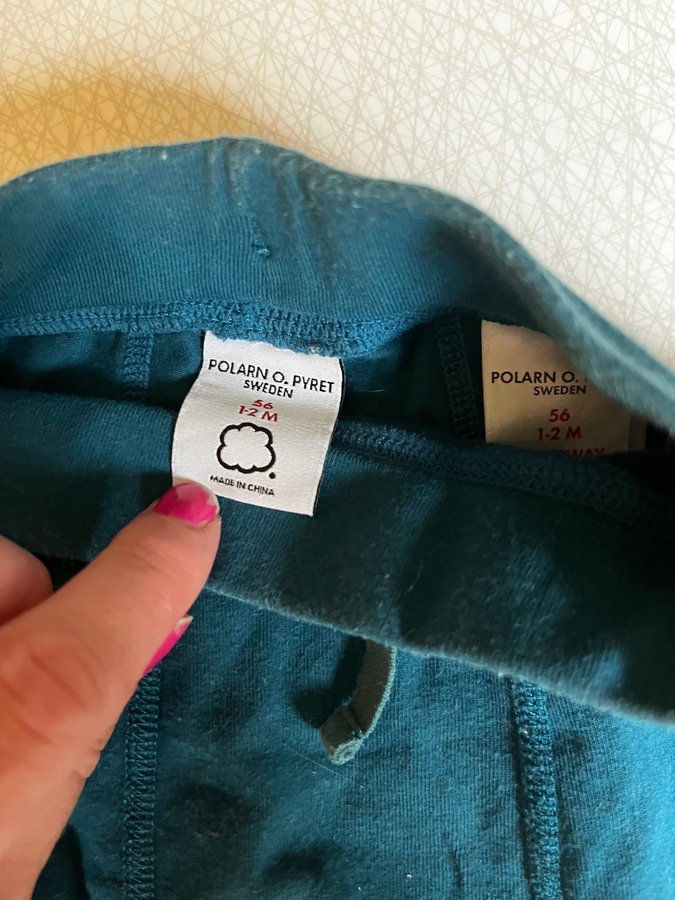 POLARN O. PYRET
SWEDEN
56
1-2 M
MADE IN CHINA
POLARN O.
SWEDEN
56
1-2 M